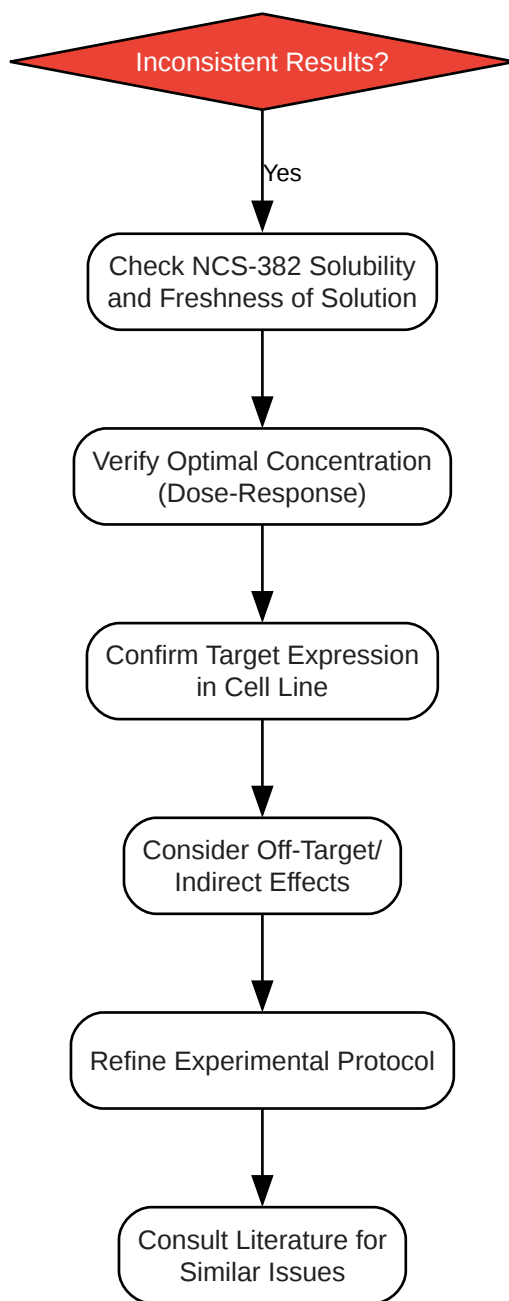 Inconsistent Results?
Yes
Check NCS-382 Solubility
and Freshness of Solution
Verify Optimal Concentration
(Dose-Response)
Confirm Target Expression
in Cell Line
Consider Off-Target/
Indirect Effects
Refine Experimental Protocol
Consult Literature for
Similar Issues